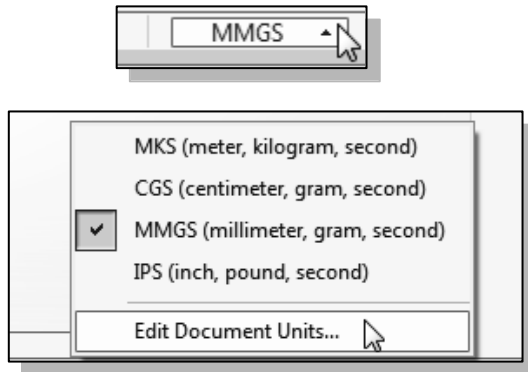 MMGS
MKS (meter, kilogram, second)
CGS (centimeter, gram, second)
MMGS (millimeter, gram, second)
IPS (inch, pound, second)
Edit Document Units...